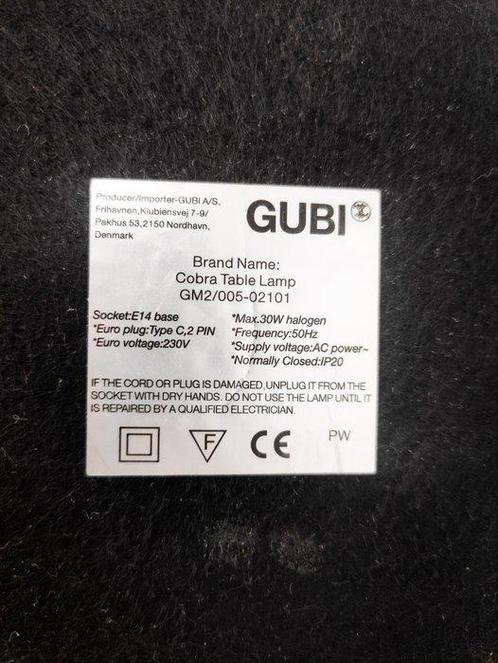 Producer/Importer-GUBI A/S,
Frihavnen,Klubiensvej 7-9/
Pakhus 53,2150 Nordhavn,
Denmark
GUBI
Brand Name:
Cobra Table Lamp
GM2/005-02101
Socket:E14 base
*Euro plug:Type C,2 PIN
*Euro voltage:230V
*Max.30W halogen
*Frequency:50Hz
*Supply voltage:AC power~
*Normally Closed:IP20
IF THE CORD OR PLUG IS DAMAGED,UNPLUG IT FROM THE
SOCKET WITH DRY HANDS. DO NOT USE THE LAMP UNTIL IT
IS REPAIRED BY A QUALIFIED ELECTRICIAN.
F CE PW